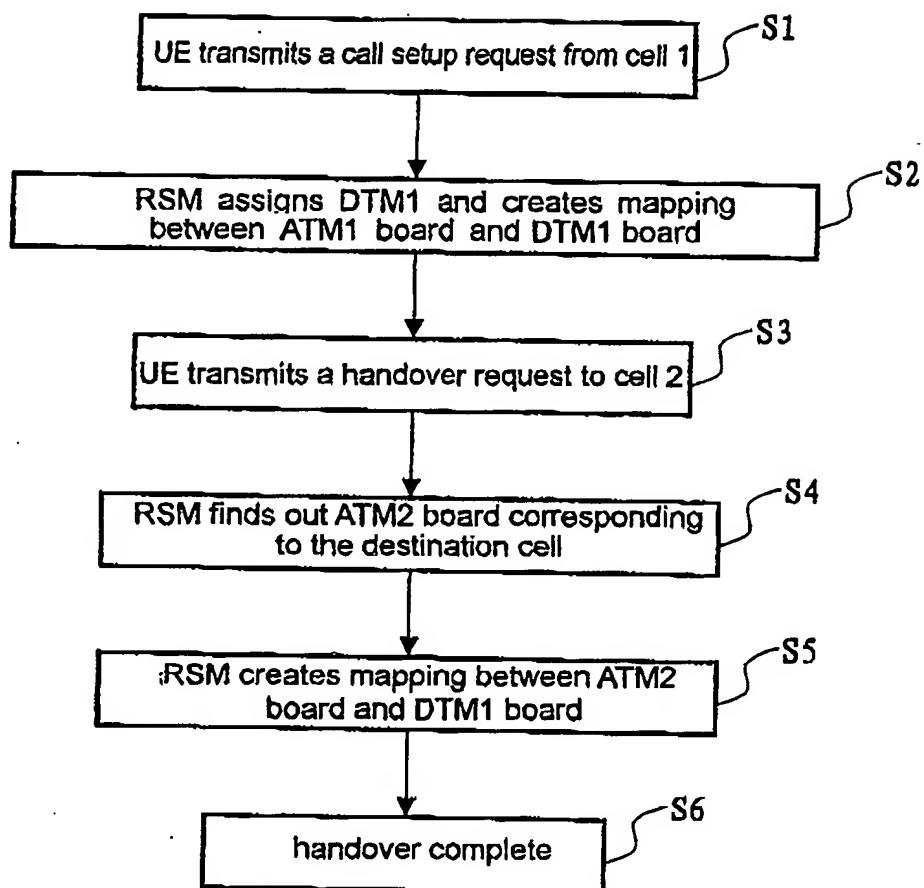 UE transmits a call setup request from cell 1
S1
RSM assigns DTM1 and creates mapping
between ATM1 board and DTM1 board
S2
UE transmits a handover request to cell 2
S3
RSM finds out ATM2 board corresponding
to the destination cell
S4
RSM creates mapping between ATM2
board and DTM1 board
S5
handover complete
S6